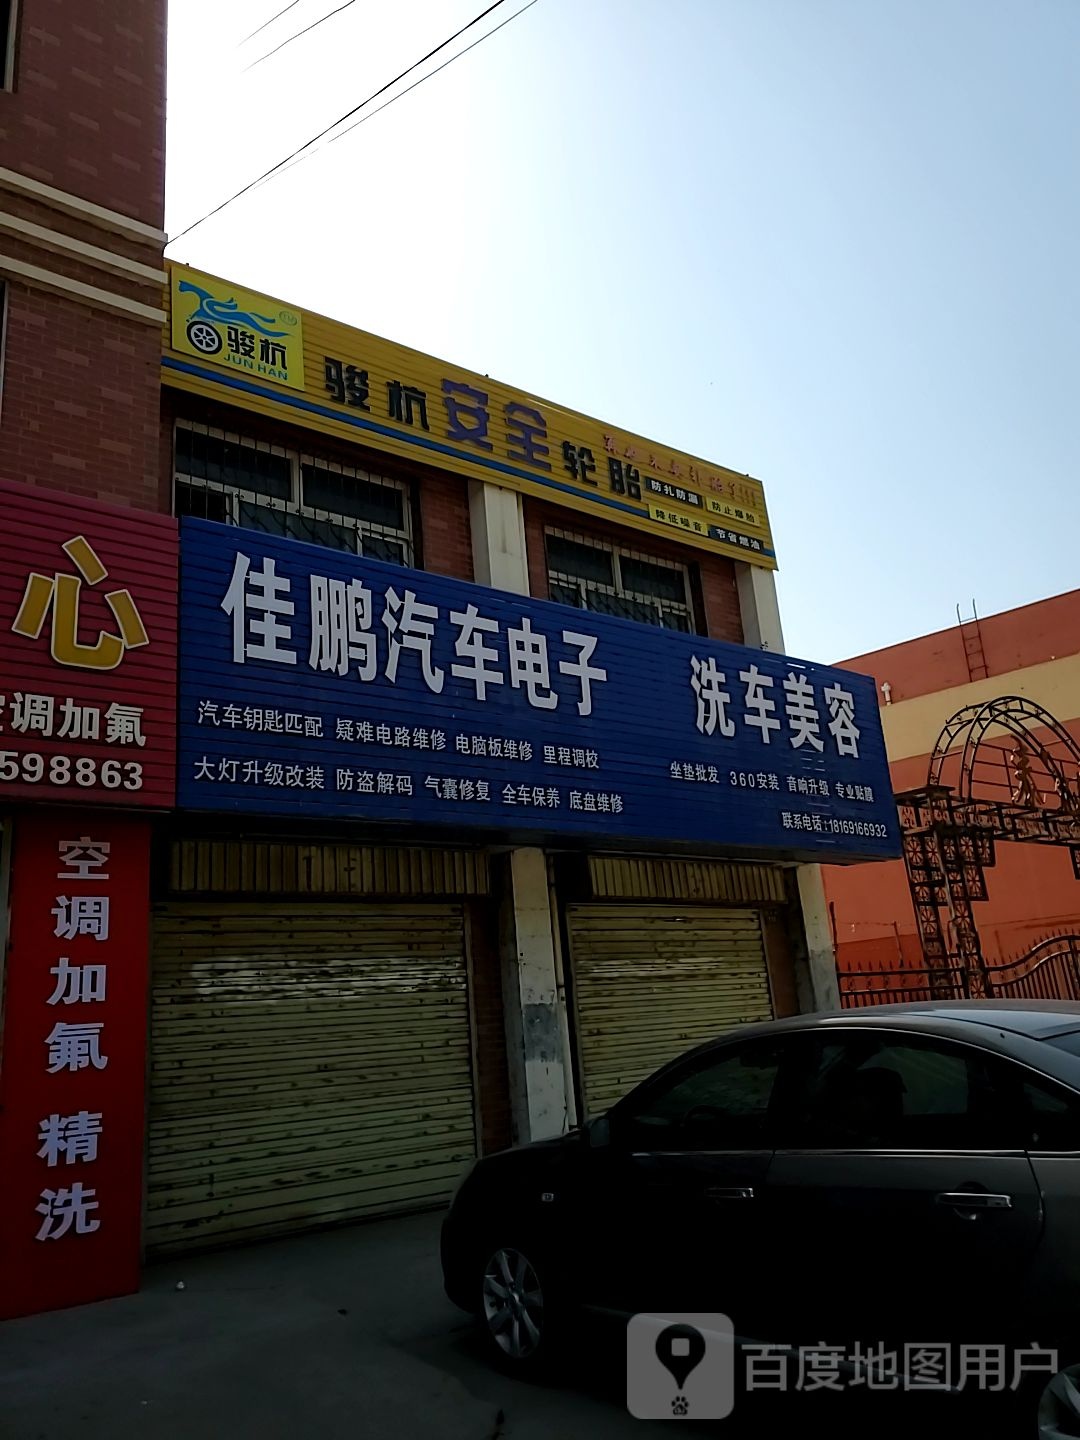 骏杭
JUN HAN
骏杭安全轮胎
防扎防漏 防止爆胎
降低噪音 节省燃油
佳鹏汽车电子 洗车美容
汽车钥匙匹配 疑难电路维修 电脑板维修 里程调校
大灯升级改装 防盗解码 气囊修复 全车保养 底盘维修
坐垫批发 360安装 音响升级 专业贴膜
联系电话:18169166932
心
空调加氟
598863
空调加氟 精洗
百度地图用户